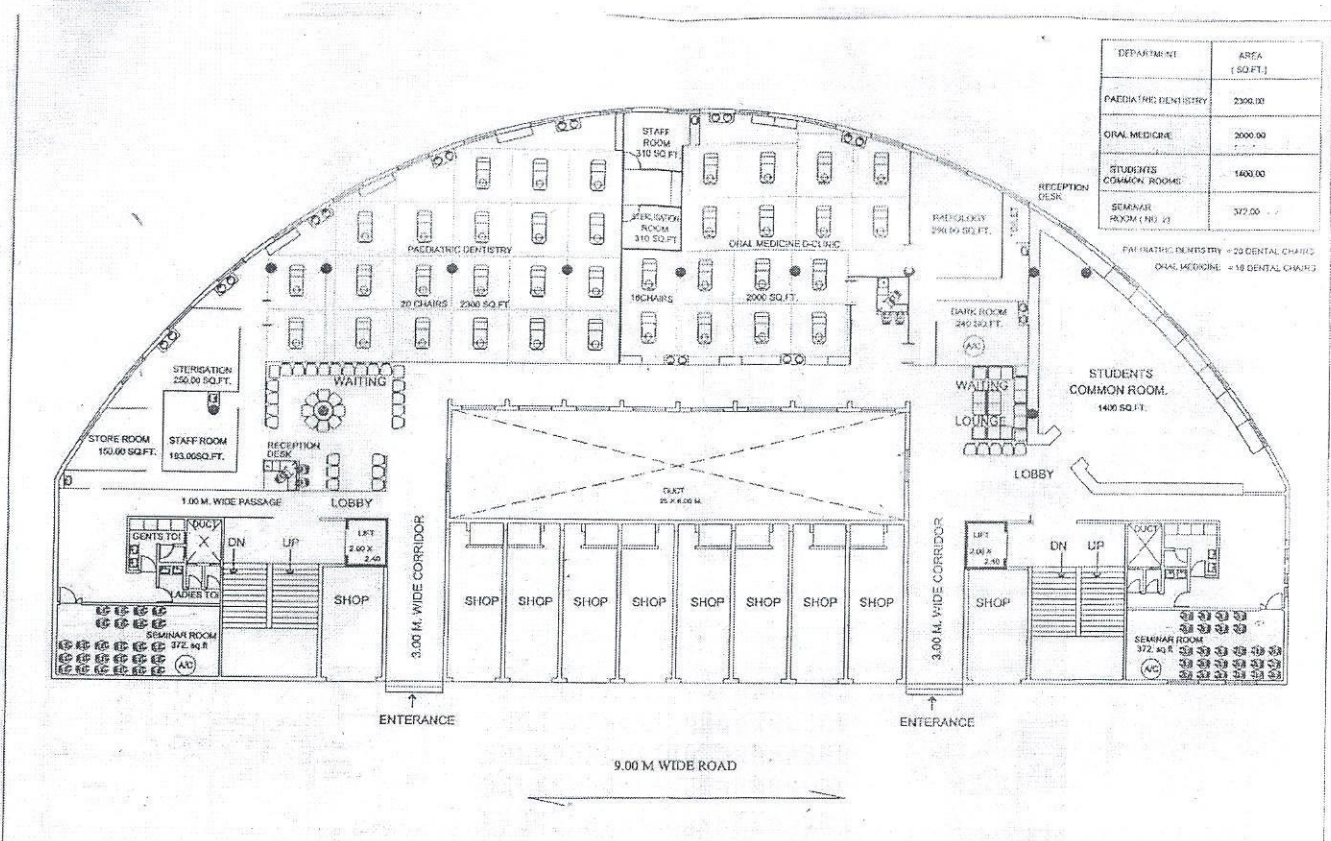 DEPARTMENT
AREA
[ SQ.FT.]
PAEDIATRIC DENTISTRY
2300.00
ORAL MEDICINE
2000.00
STUDENTS
COMMON ROOMS
1400.00
SEMINAR
ROOM ( NO. 2)
372.00
PAEDIATRIC DENTISTRY = 20 DENTAL CHAIRS
ORAL MEDICINE = 16 DENTAL CHAIRS
STAFF
ROOM
310 SQ.FT.
STERLISATION
ROOM
310 SQ.FT.
RECEPTION
DESK
RADIOLOGY
290.00 SQ.FT.
TOILET
PAEDIATRIC DENTISTRY
ORAL MEDICINE
20 CHAIRS
2300 SQ.FT.
16CHAIRS
2000 SQ.FT.
DARK ROOM
240 SQ.FT.
A/C
STERISATION
250.00 SQ.FT.
WAITING
WAITING
LOUNGE
STUDENTS
COMMON ROOM.
1400 SQ.FT.
STORE ROOM
150.00 SQ.FT.
STAFF ROOM
RECEPTION
DESK
LOBBY
LOBBY
1.00 M. WIDE PASSAGE
DUCT
25 X 6.00 M.
GENTS TOI
DUCT
DN
UP
LIFT
2.00 X
2.40
LADIES TOI
3.00 M. WIDE CORRIDOR
3.00 M. WIDE CORRIDOR
LIFT
2.00 X
2.40
DN
UP
DUCT
SHOP
SHOP
SHOP
SHOP
SHOP
SHOP
SHOP
SHOP
SHOP
SHOP
SEMINAR ROOM
372. sq.ft
A/C
SEMINAR ROOM
372. sq.ft
A/C
ENTERANCE
ENTERANCE
9.00 M WIDE ROAD